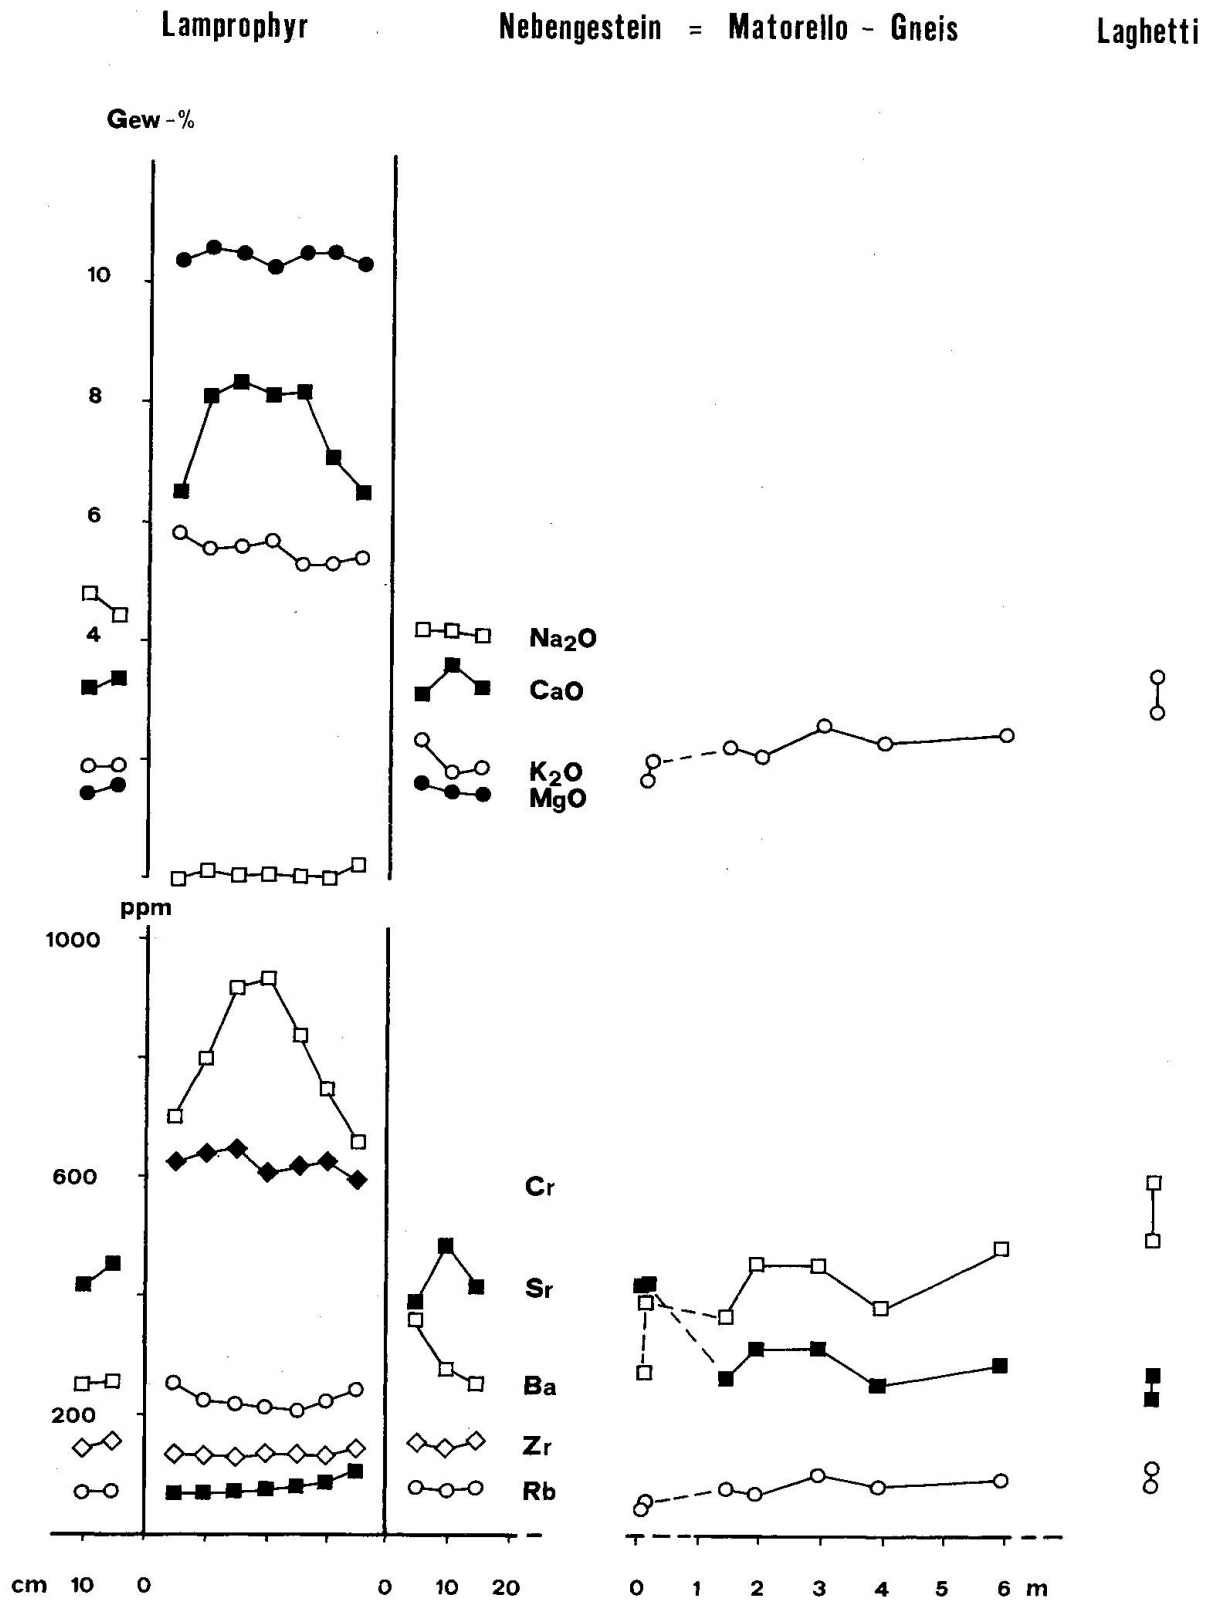 Lamprophyr Nebengestein = Matorello - Gneis Laghetti
Gew-%
10
8
6
4
Na2O
CaO
K2O
MgO
ppm
1000
600
200
Cr
Sr
Ba
Zr
Rb
cm 10 0 0 10 20 0 1 2 3 4 5 6 m